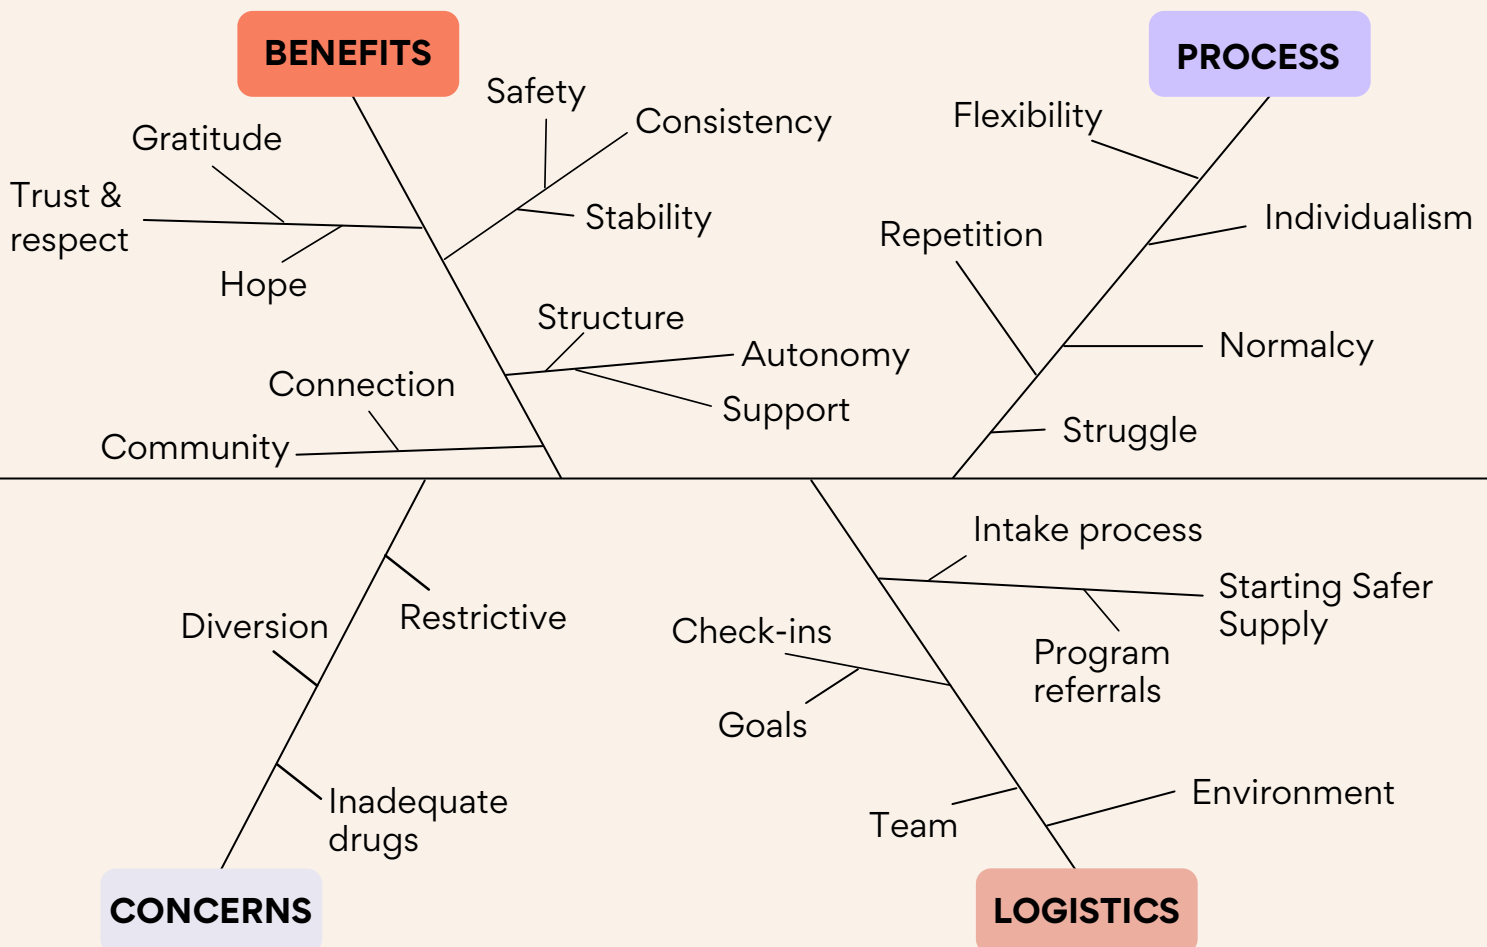 BENEFITS
PROCESS
Safety
Consistency
Flexibility
Gratitude
Trust &
respect
Stability
Individualism
Repetition
Hope
Structure
Autonomy
Normalcy
Connection
Support
Community
Struggle
Intake process
Starting Safer
Supply
Restrictive
Diversion
Check-ins
Program
referrals
Goals
Inadequate
drugs
Team
Environment
CONCERNS
LOGISTICS